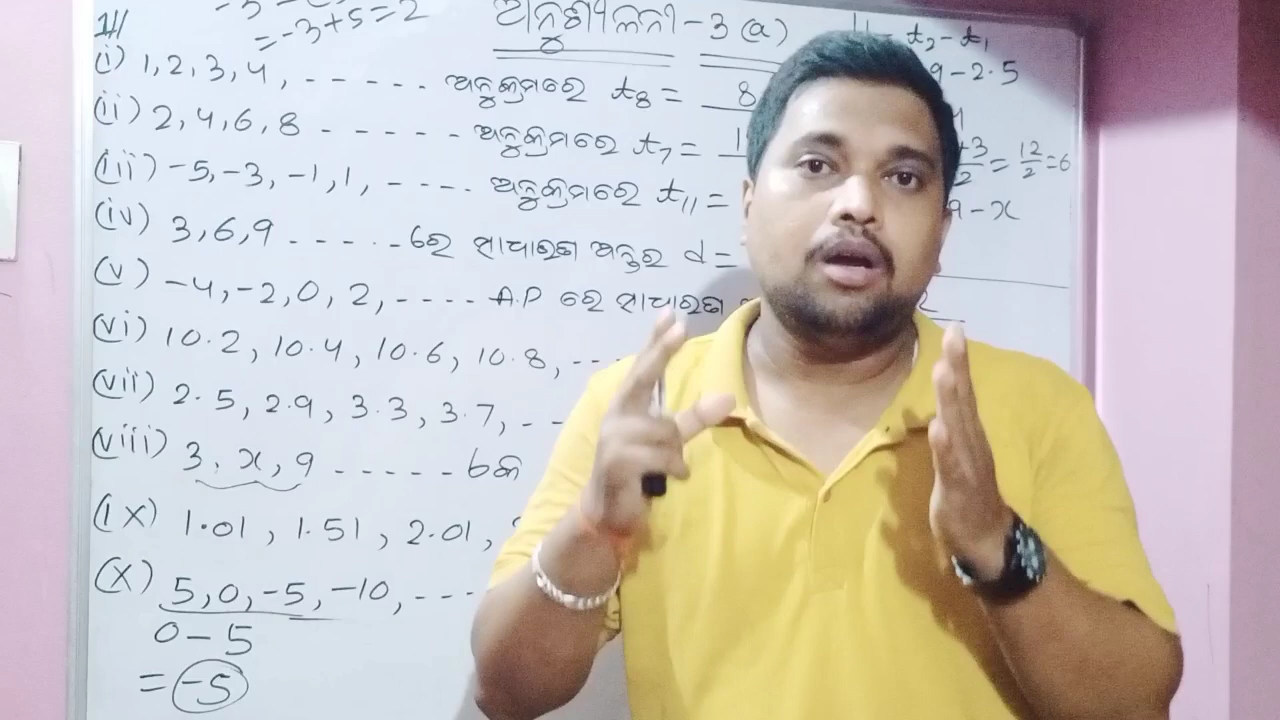 = -3+5=2
ଅନୁଶୀଳନୀ-3(a)
1//
t₂-t₁
(i) 1,2,3,4, ------ ଅନୁକ୍ରମରେ t₈ = 8
9-2.5
(ii) 2,4,6,8 ----- ଅନୁକ୍ରମରେ t₇ = 1
+3/2 = 12/2 = 6
(iii) -5,-3,-1,1, ---- ଅନୁକ୍ରମରେ t₁₁ =
9-x
(iv) 3,6,9 ------ ରେ ସାଧାରଣ ଅନ୍ତର d =
(v) -4,-2,0,2, ---- A.P ରେ ସାଧାରଣ
2
(vi) 10.2, 10.4, 10.6, 10.8, --
(vii) 2.5, 2.9, 3.3, 3.7, --
(viii) 3, x, 9 ------
(ix) 1.01, 1.51, 2.01,
(x) 5,0,-5,-10, ---
0-5
= -5